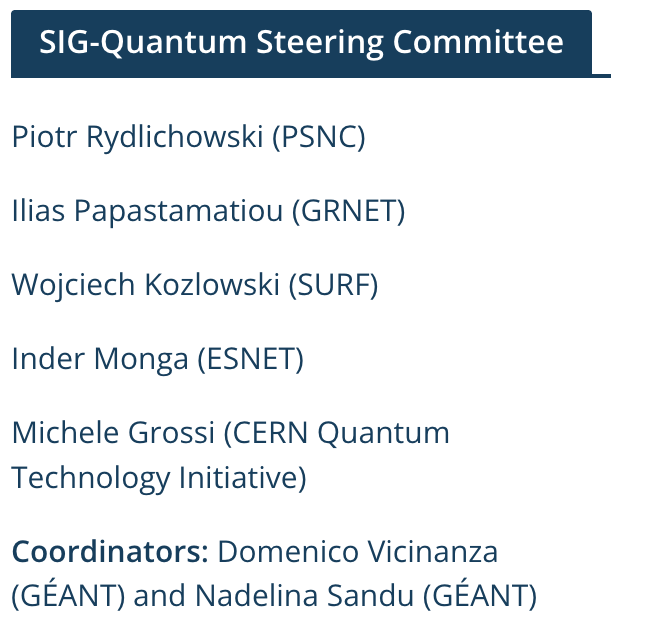 SIG-Quantum Steering Committee
Piotr Rydlichowski (PSNC)
Ilias Papastamatiou (GRNET)
Wojciech Kozlowski (SURF)
Inder Monga (ESNET)
Michele Grossi (CERN Quantum
Technology Initiative)
Coordinators: Domenico Vicinanza
(GÉANT) and Nadelina Sandu (GÉANT)